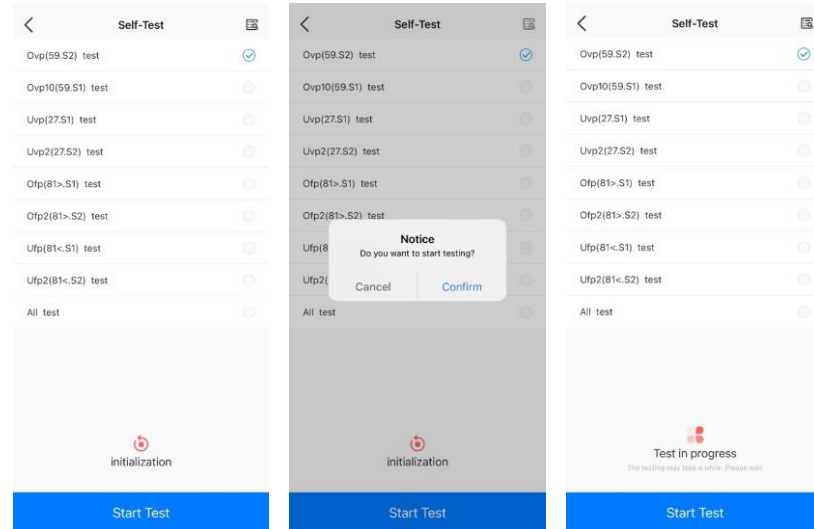 Self-Test
Ovp(59.S2) test
Ovp10(59.S1) test
Uvp(27.S1) test
Uvp2(27.S2) test
Ofp(81>.S1) test
Ofp2(81>.S2) test
Ufp(81<.S1) test
Ufp2(81<.S2) test
All test
initialization
Start Test
Self-Test
Ovp(59.S2) test
Ovp10(59.S1) test
Uvp(27.S1) test
Uvp2(27.S2) test
Ofp(81>.S1) test
Ofp2(81>.S2) test
Ufp(8
Notice
Do you want to start testing?
Ufp2(
Cancel Confirm
All test
initialization
Start Test
Self-Test
Ovp(59.S2) test
Ovp10(59.S1) test
Uvp(27.S1) test
Uvp2(27.S2) test
Ofp(81>.S1) test
Ofp2(81>.S2) test
Ufp(81<.S1) test
Ufp2(81<.S2) test
All test
Test in progress
The testing may take a while. Please wait
Start Test